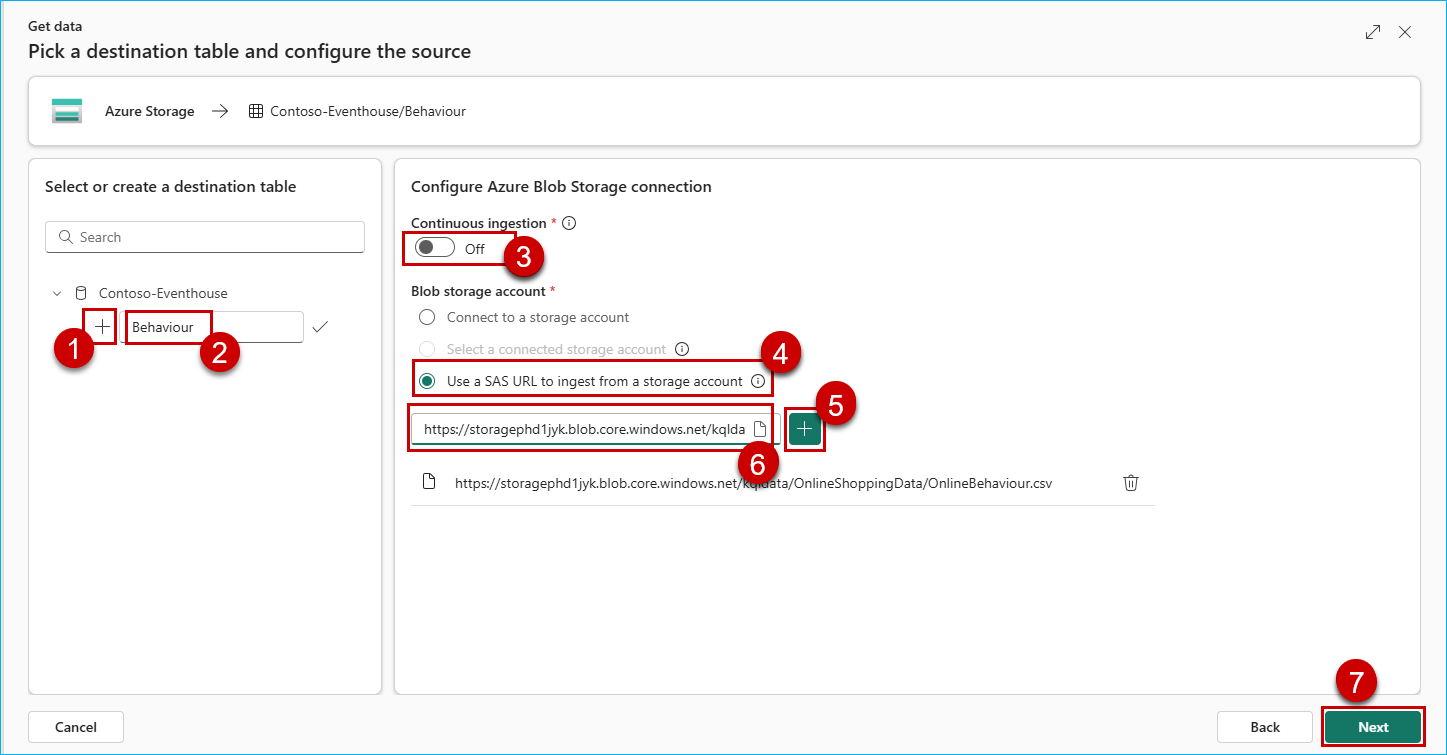 Get data
Pick a destination table and configure the source
Azure Storage → Contoso-Eventhouse/Behaviour
Select or create a destination table
Search
Contoso-Eventhouse
1 + Behaviour 2
Configure Azure Blob Storage connection
Continuous ingestion *
Off 3
Blob storage account *
Connect to a storage account
Select a connected storage account
4
Use a SAS URL to ingest from a storage account
5
https://storagephd1jyk.blob.core.windows.net/kqlda
6
https://storagephd1jyk.blob.core.windows.net/kqldata/OnlineShoppingData/OnlineBehaviour.csv
7
Cancel
Back
Next